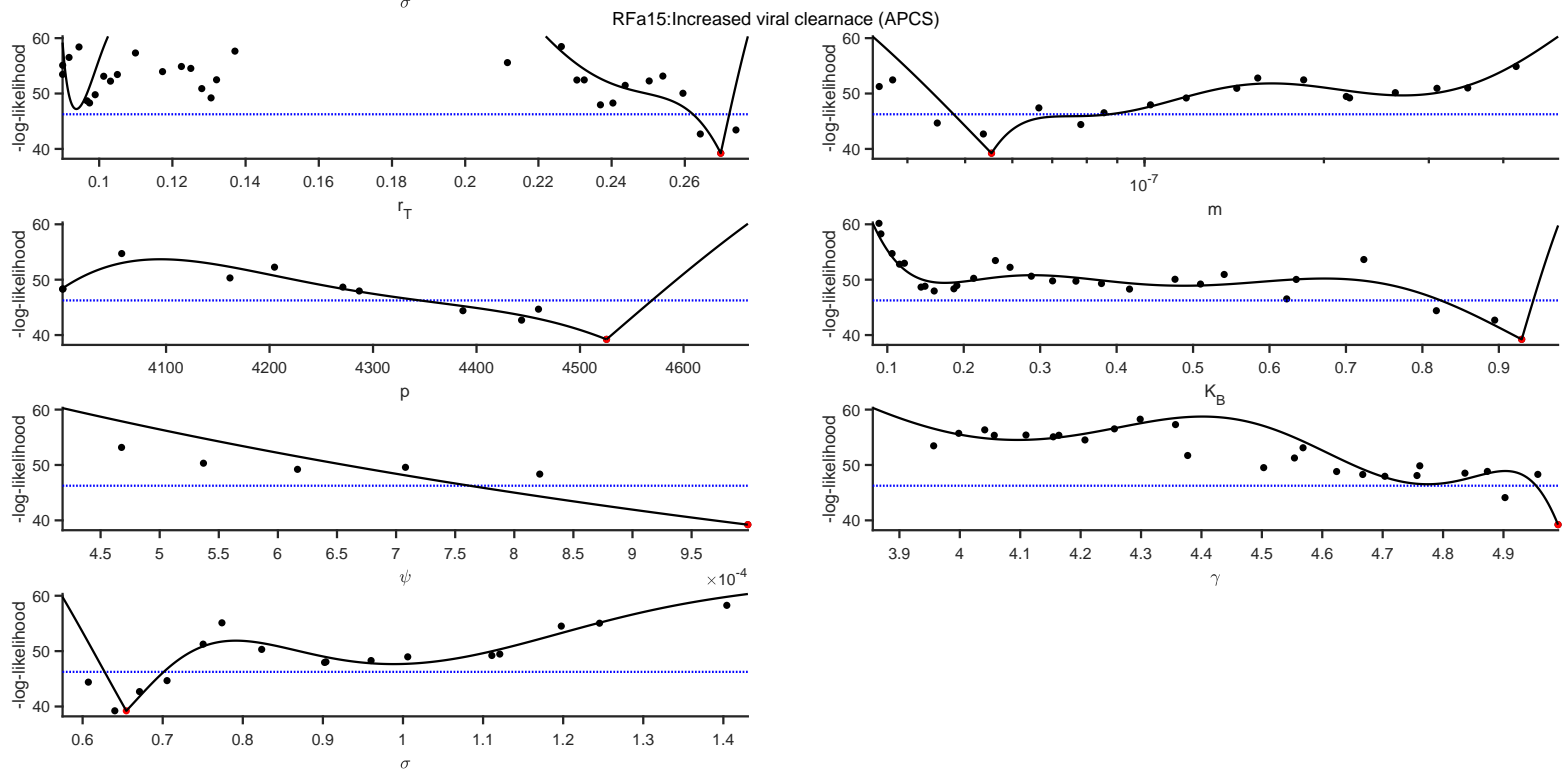 σ
RFa15:Increased viral clearnace (APCS)
60
50
40
-log-likelihood
0.1 0.12 0.14 0.16 0.18 0.2 0.22 0.24 0.26
r_T
60
50
40
-log-likelihood
10^-7
m
60
50
40
-log-likelihood
4100 4200 4300 4400 4500 4600
p
60
50
40
-log-likelihood
0.1 0.2 0.3 0.4 0.5 0.6 0.7 0.8 0.9
K_B
60
50
40
-log-likelihood
4.5 5 5.5 6 6.5 7 7.5 8 8.5 9 9.5
ψ ×10^-4
60
50
40
-log-likelihood
3.9 4 4.1 4.2 4.3 4.4 4.5 4.6 4.7 4.8 4.9
γ
60
50
40
-log-likelihood
0.6 0.7 0.8 0.9 1 1.1 1.2 1.3 1.4
σ